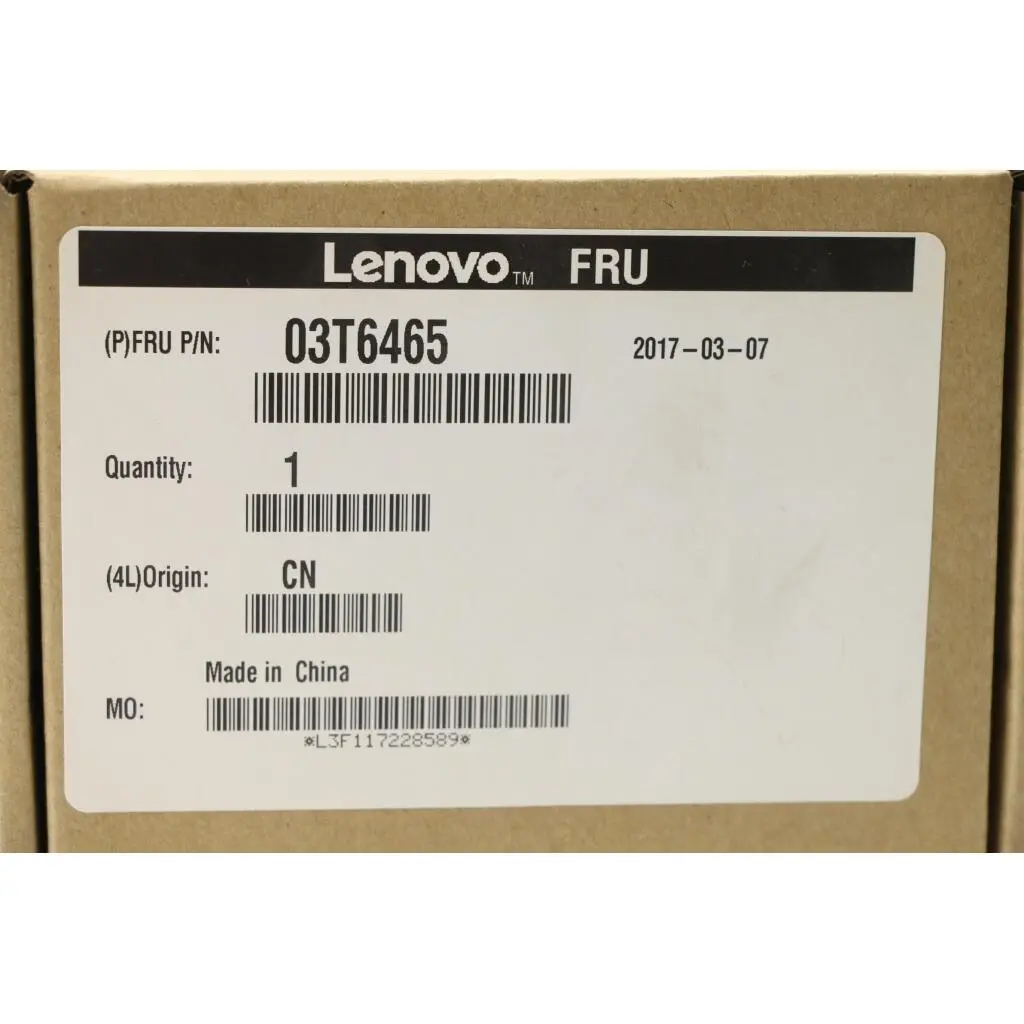 Lenovo™ FRU
(P)FRU P/N: 03T6465 2017-03-07
Quantity: 1
(4L)Origin: CN
Made in China
MO:
*L3F117228589*